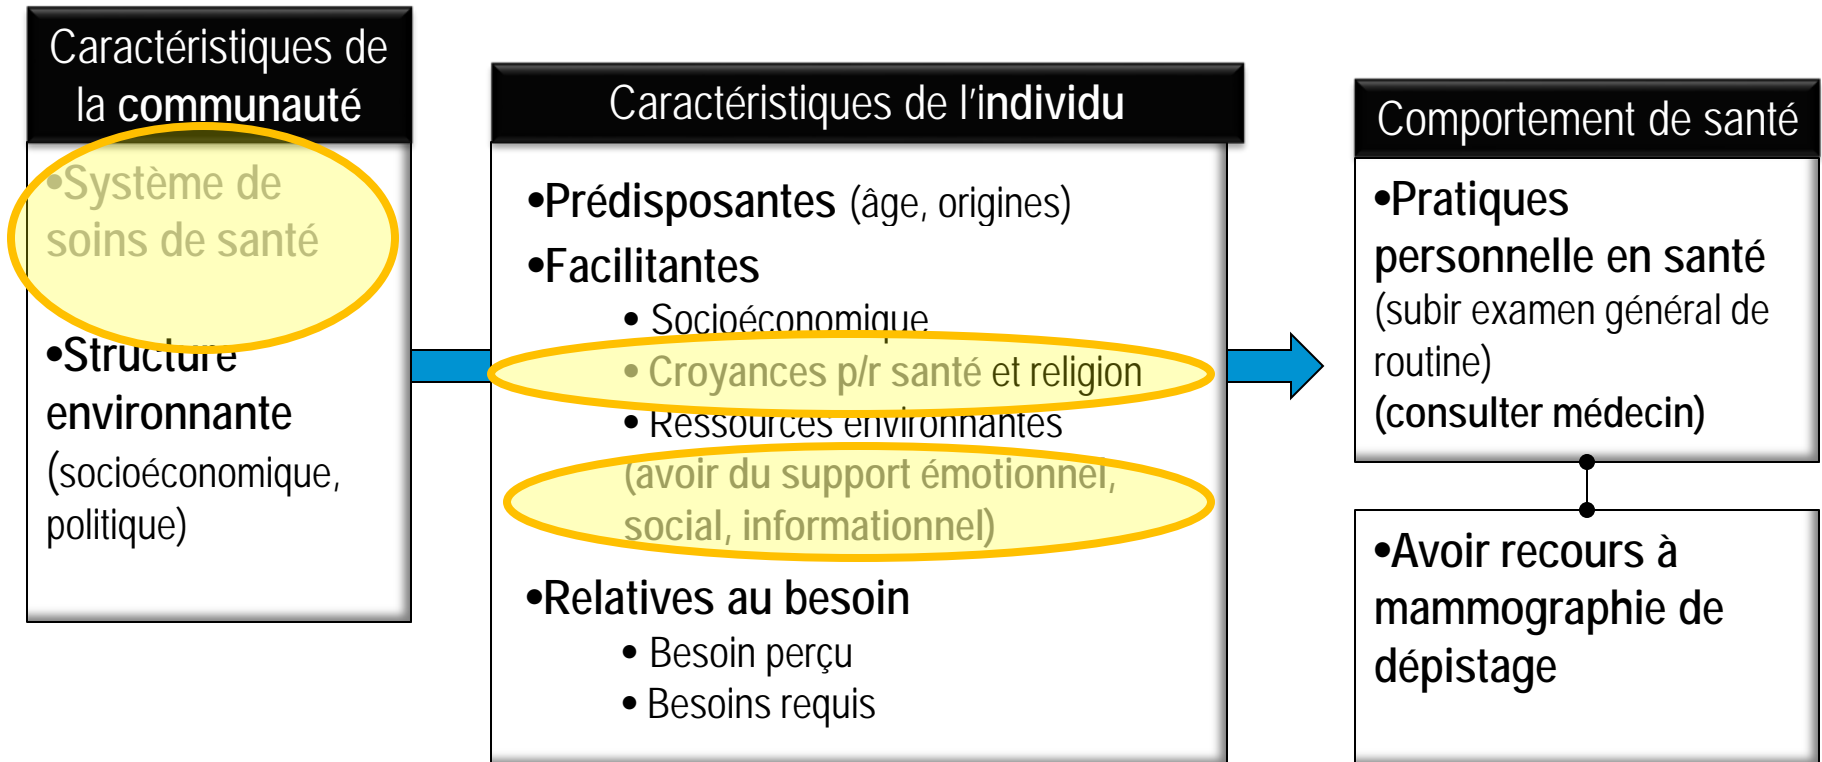 Caractéristiques de
la communauté
•Système de
soins de santé
•Structure
environnante
(socioéconomique,
politique)
Caractéristiques de l'individu
•Prédisposantes (âge, origines)
•Facilitantes
• Socioéconomique
• Croyances p/r santé et religion
• Ressources environnantes
(avoir du support émotionnel,
social, informationnel)
•Relatives au besoin
• Besoin perçu
• Besoins requis
Comportement de santé
•Pratiques
personnelle en santé
(subir examen général de
routine)
(consulter médecin)
•Avoir recours à
mammographie de
dépistage